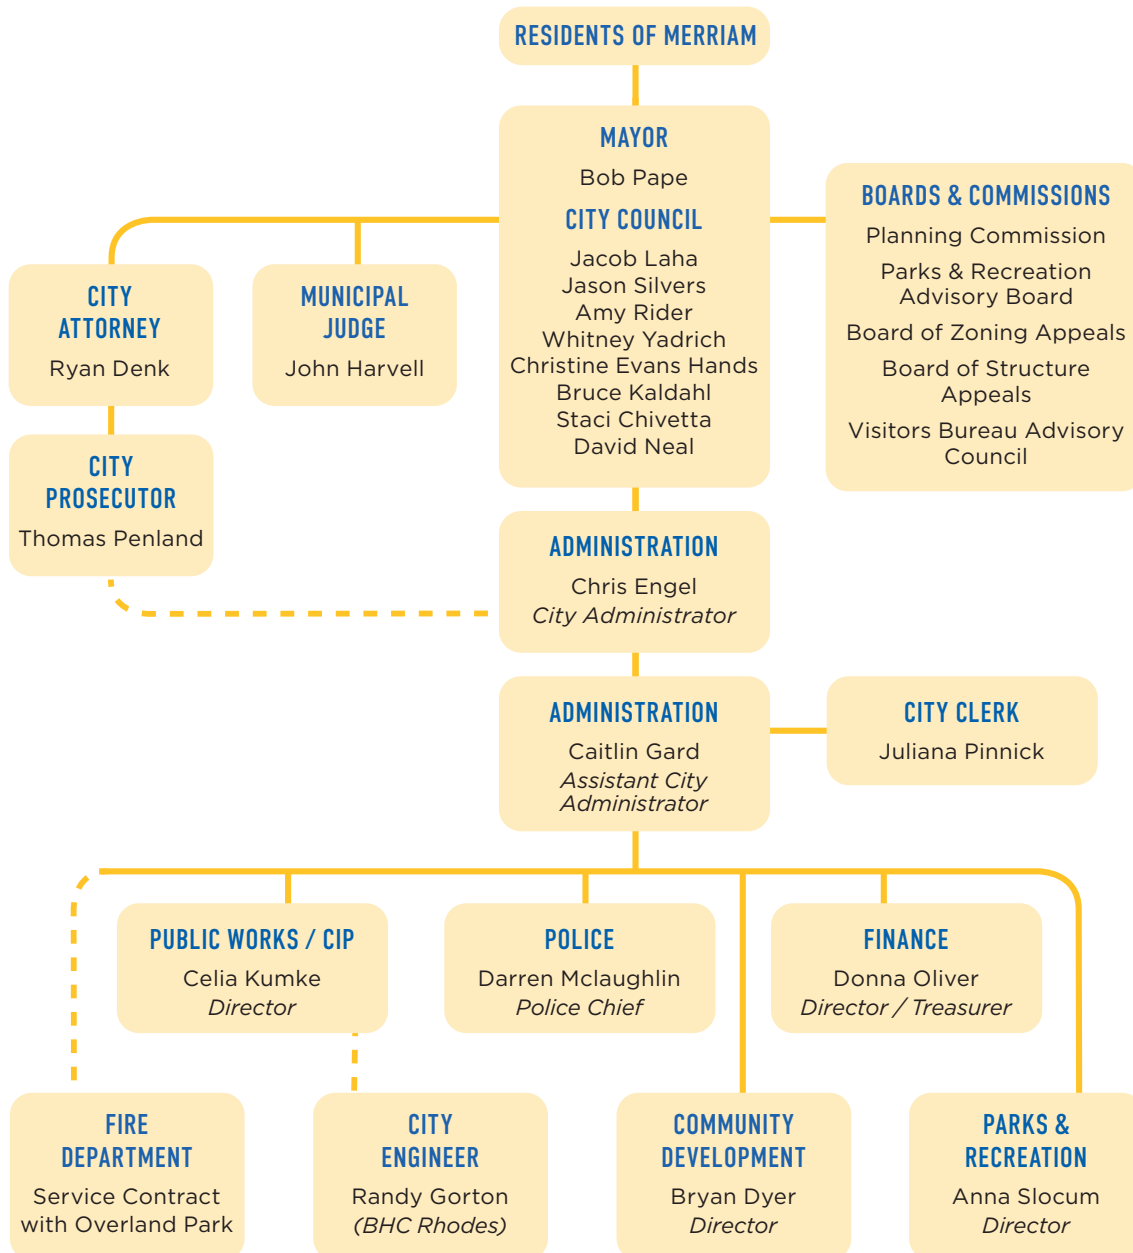 RESIDENTS OF MERRIAM
MAYOR
Bob Pape
CITY COUNCIL
Jacob Laha
Jason Silvers
Amy Rider
Whitney Yadrich
Christine Evans Hands
Bruce Kaldahl
Staci Chivetta
David Neal
BOARDS & COMMISSIONS
Planning Commission
Parks & Recreation
Advisory Board
Board of Zoning Appeals
Board of Structure
Appeals
Visitors Bureau Advisory
Council
CITY
ATTORNEY
Ryan Denk
MUNICIPAL
JUDGE
John Harvell
CITY
PROSECUTOR
Thomas Penland
ADMINISTRATION
Chris Engel
City Administrator
ADMINISTRATION
Caitlin Gard
Assistant City
Administrator
CITY CLERK
Juliana Pinnick
PUBLIC WORKS / CIP
Celia Kumke
Director
POLICE
Darren Mclaughlin
Police Chief
FINANCE
Donna Oliver
Director / Treasurer
FIRE
DEPARTMENT
Service Contract
with Overland Park
CITY
ENGINEER
Randy Gorton
(BHC Rhodes)
COMMUNITY
DEVELOPMENT
Bryan Dyer
Director
PARKS &
RECREATION
Anna Slocum
Director